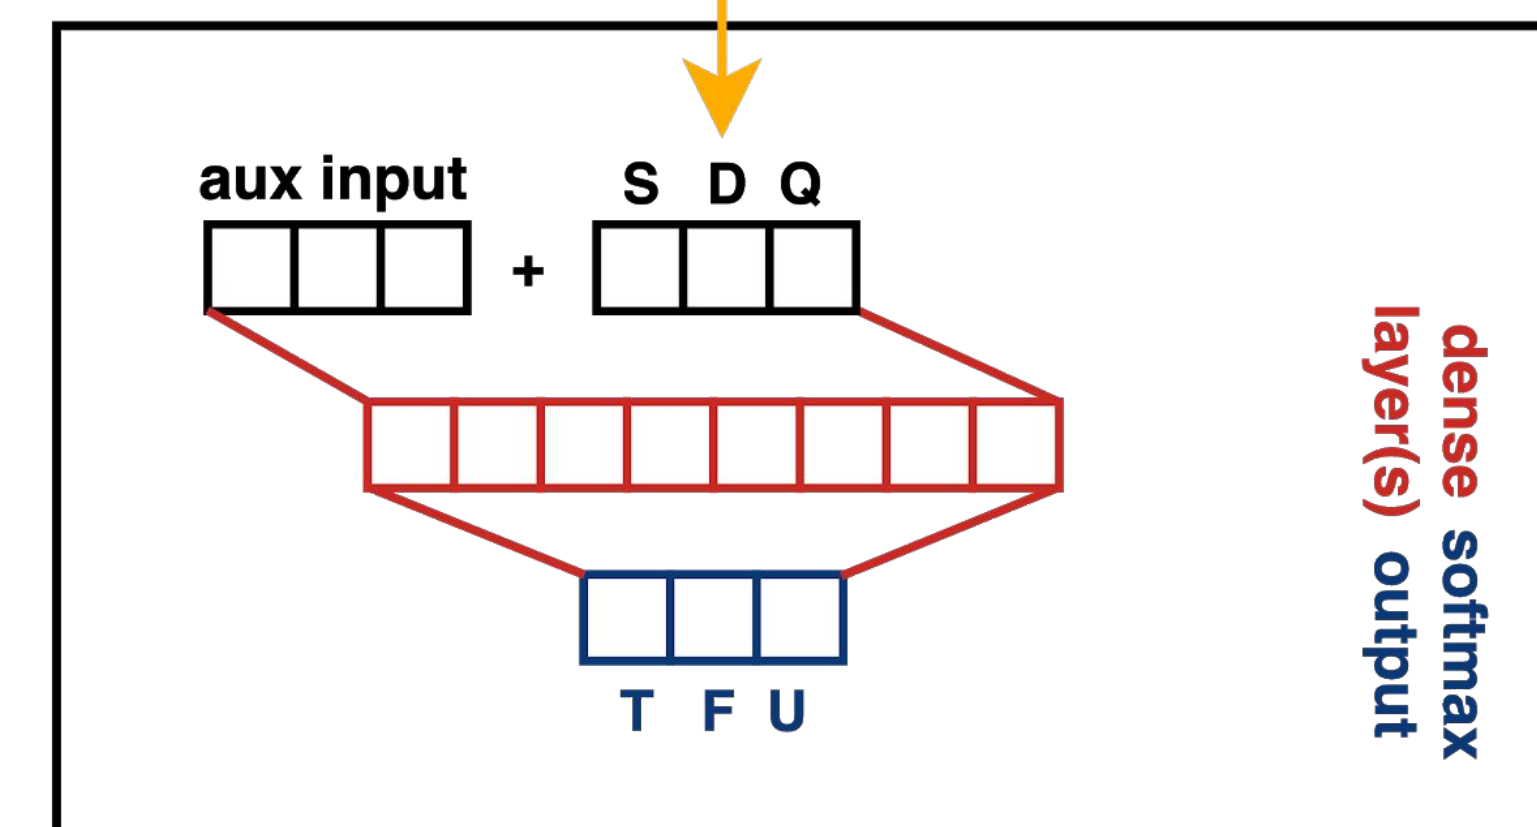 aux input
S D Q
+
T F U
dense softmax
layer(s) output